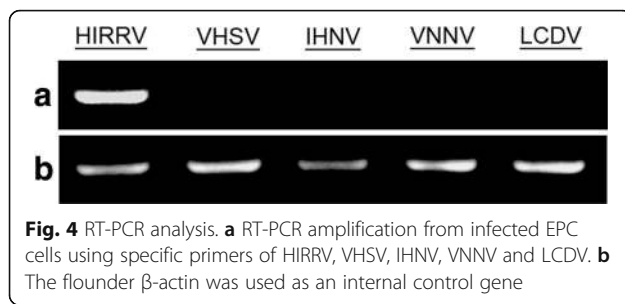 HIRRV VHSV IHNV VNNV LCDV
a
b
Fig. 4 RT-PCR analysis. a RT-PCR amplification from infected EPC
cells using specific primers of HIRRV, VHSV, IHNV, VNNV and LCDV. b
The flounder β-actin was used as an internal control gene